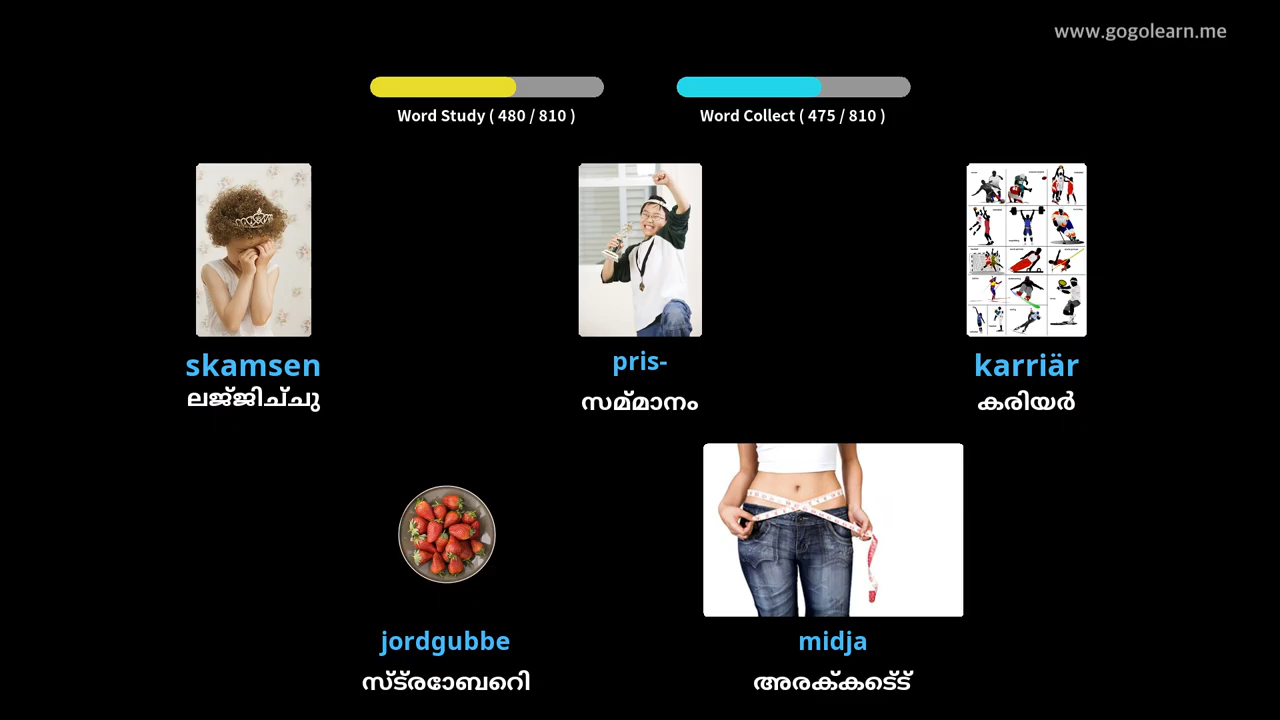 www.gogolearn.me
Word Study ( 480 / 810 )
Word Collect ( 475 / 810 )
skamsen
ലജ്ജിച്ചു
pris-
സമ്മാനം
karriär
കരിയർ
jordgubbe
സ്ട്രോബെറി
midja
അരക്കെട്ട്